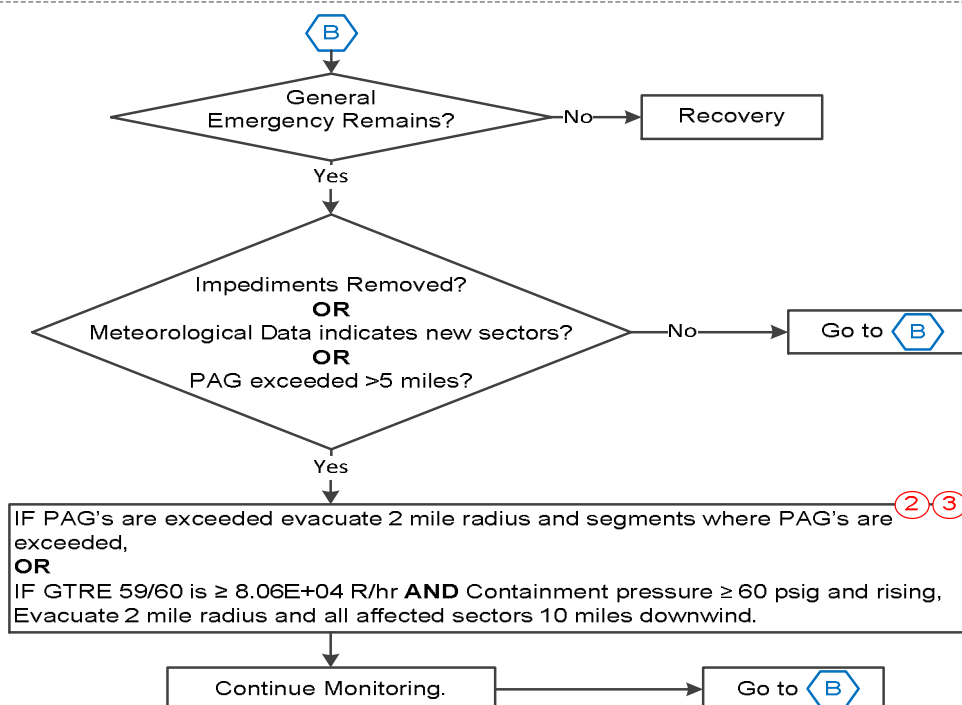 B
General
Emergency Remains?
No
Recovery
Yes
Impediments Removed?
OR
Meteorological Data indicates new sectors?
OR
PAG exceeded >5 miles?
No
Go to B
Yes
2 3
IF PAG's are exceeded evacuate 2 mile radius and segments where PAG's are
exceeded,
OR
IF GTRE 59/60 is ≥ 8.06E+04 R/hr AND Containment pressure ≥ 60 psig and rising,
Evacuate 2 mile radius and all affected sectors 10 miles downwind.
Continue Monitoring.
Go to B